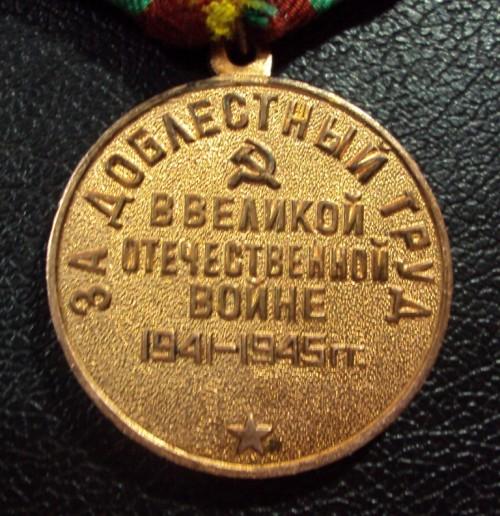 ЗА ДОБЛЕСТНЫЙ ТРУД
В ВЕЛИКОЙ
ОТЕЧЕСТВЕННОЙ
ВОЙНЕ
1941-1945 гг.